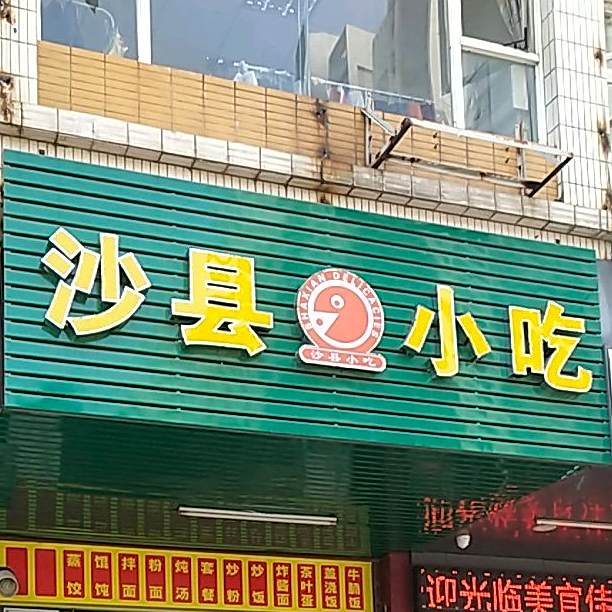 沙县小吃
SHAXIAN DELICACIES
沙县小吃
蒸饺
馄饨
拌面
粉面
炖汤
套餐
炒粉
炒饭
炸酱面
茶叶蛋
盖浇饭
牛腩饭
迎光临美宜佳